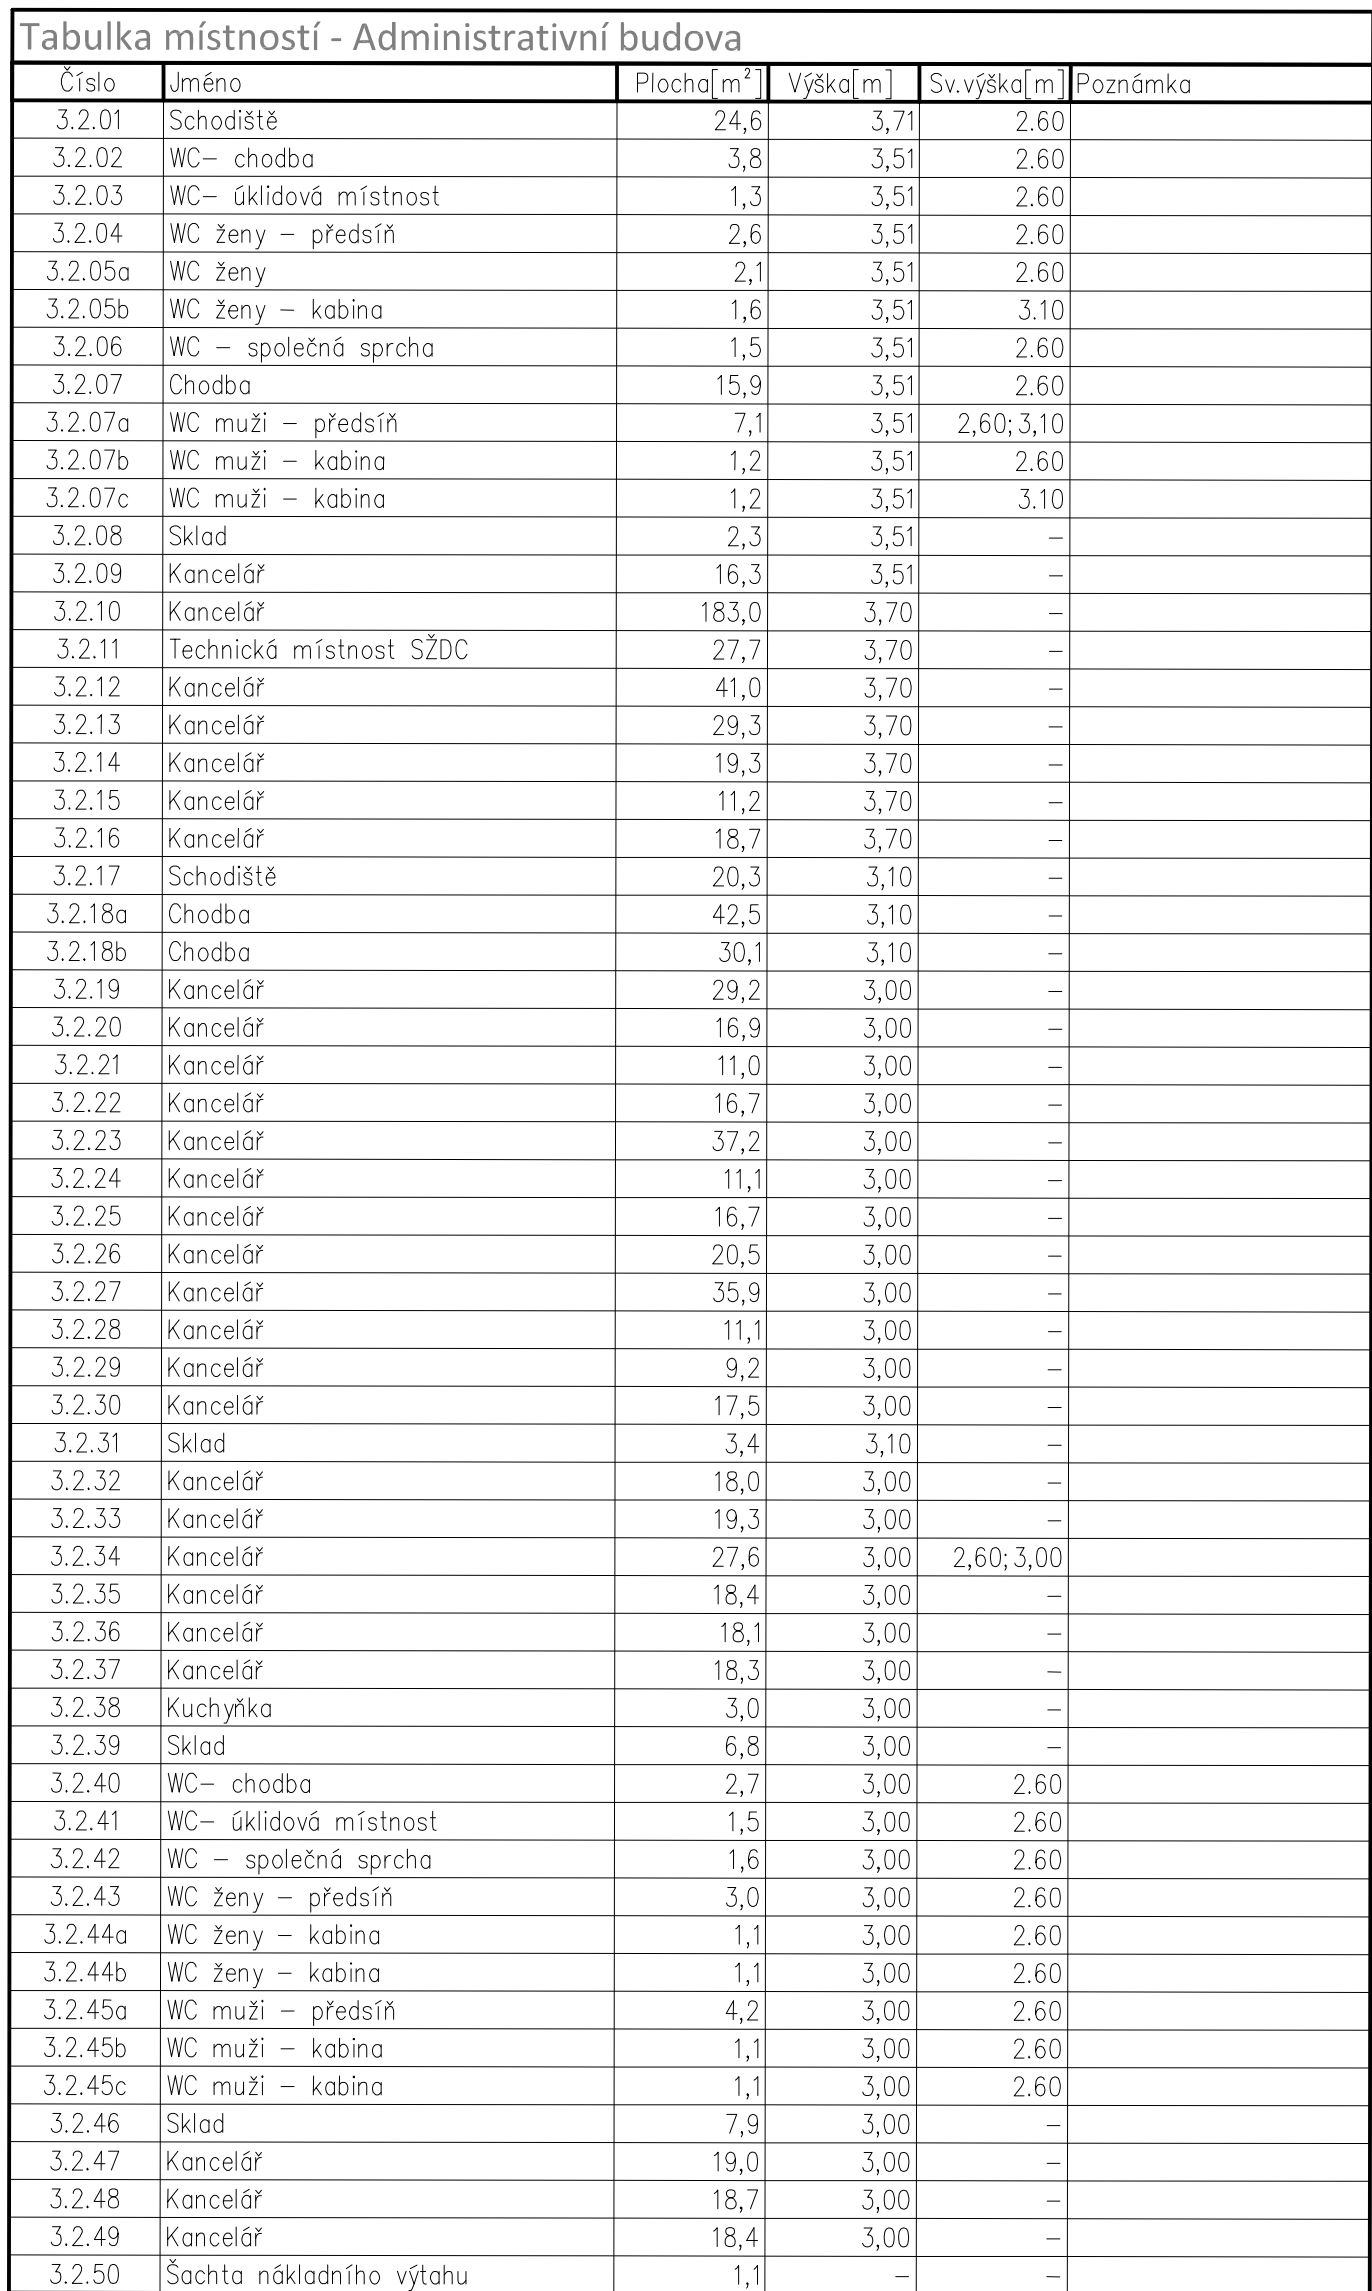 Tabulka místností - Administrativní budova
Číslo Jméno Plocha[m²] Výška[m] Sv.výška[m] Poznámka
3.2.01 Schodiště 24,6 3,71 2.60
3.2.02 WC– chodba 3,8 3,51 2.60
3.2.03 WC– úklidová místnost 1,3 3,51 2.60
3.2.04 WC ženy – předsíň 2,6 3,51 2.60
3.2.05a WC ženy 2,1 3,51 2.60
3.2.05b WC ženy – kabina 1,6 3,51 3.10
3.2.06 WC – společná sprcha 1,5 3,51 2.60
3.2.07 Chodba 15,9 3,51 2.60
3.2.07a WC muži – předsíň 7,1 3,51 2,60;3,10
3.2.07b WC muži – kabina 1,2 3,51 2.60
3.2.07c WC muži – kabina 1,2 3,51 3.10
3.2.08 Sklad 2,3 3,51 –
3.2.09 Kancelář 16,3 3,51 –
3.2.10 Kancelář 183,0 3,70 –
3.2.11 Technická místnost SŽDC 27,7 3,70 –
3.2.12 Kancelář 41,0 3,70 –
3.2.13 Kancelář 29,3 3,70 –
3.2.14 Kancelář 19,3 3,70 –
3.2.15 Kancelář 11,2 3,70 –
3.2.16 Kancelář 18,7 3,70 –
3.2.17 Schodiště 20,3 3,10 –
3.2.18a Chodba 42,5 3,10 –
3.2.18b Chodba 30,1 3,10 –
3.2.19 Kancelář 29,2 3,00 –
3.2.20 Kancelář 16,9 3,00 –
3.2.21 Kancelář 11,0 3,00 –
3.2.22 Kancelář 16,7 3,00 –
3.2.23 Kancelář 37,2 3,00 –
3.2.24 Kancelář 11,1 3,00 –
3.2.25 Kancelář 16,7 3,00 –
3.2.26 Kancelář 20,5 3,00 –
3.2.27 Kancelář 35,9 3,00 –
3.2.28 Kancelář 11,1 3,00 –
3.2.29 Kancelář 9,2 3,00 –
3.2.30 Kancelář 17,5 3,00 –
3.2.31 Sklad 3,4 3,10 –
3.2.32 Kancelář 18,0 3,00 –
3.2.33 Kancelář 19,3 3,00 –
3.2.34 Kancelář 27,6 3,00 2,60;3,00
3.2.35 Kancelář 18,4 3,00 –
3.2.36 Kancelář 18,1 3,00 –
3.2.37 Kancelář 18,3 3,00 –
3.2.38 Kuchyňka 3,0 3,00 –
3.2.39 Sklad 6,8 3,00 –
3.2.40 WC– chodba 2,7 3,00 2.60
3.2.41 WC– úklidová místnost 1,5 3,00 2.60
3.2.42 WC – společná sprcha 1,6 3,00 2.60
3.2.43 WC ženy – předsíň 3,0 3,00 2.60
3.2.44a WC ženy – kabina 1,1 3,00 2.60
3.2.44b WC ženy – kabina 1,1 3,00 2.60
3.2.45a WC muži – předsíň 4,2 3,00 2.60
3.2.45b WC muži – kabina 1,1 3,00 2.60
3.2.45c WC muži – kabina 1,1 3,00 2.60
3.2.46 Sklad 7,9 3,00 –
3.2.47 Kancelář 19,0 3,00 –
3.2.48 Kancelář 18,7 3,00 –
3.2.49 Kancelář 18,4 3,00 –
3.2.50 Šachta nákladního výtahu 1,1 – –